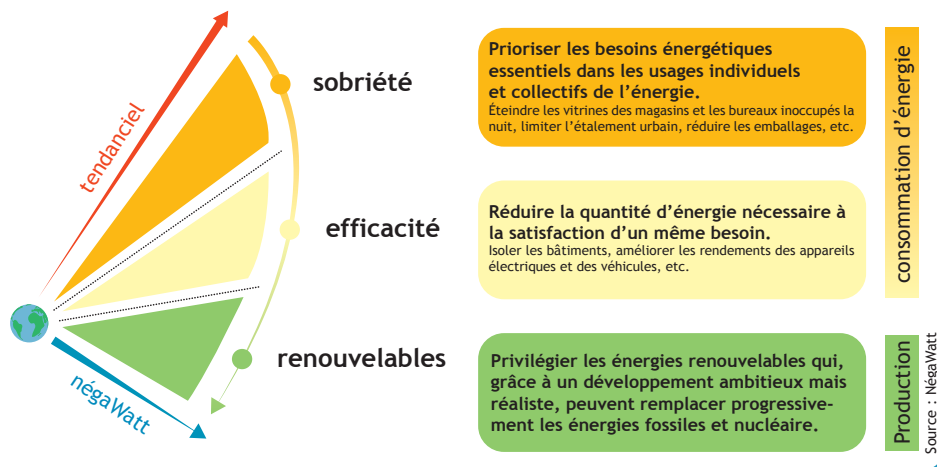 tendanciel
négaWatt
sobriété
Prioriser les besoins énergétiques
essentiels dans les usages individuels
et collectifs de l’énergie.
Éteindre les vitrines des magasins et les bureaux inoccupés la
nuit, limiter l’étalement urbain, réduire les emballages, etc.
efficacité
Réduire la quantité d’énergie nécessaire à
la satisfaction d’un même besoin.
Isoler les bâtiments, améliorer les rendements des appareils
électriques et des véhicules, etc.
consommation d’énergie
renouvelables
Privilégier les énergies renouvelables qui,
grâce à un développement ambitieux mais
réaliste, peuvent remplacer progressive-
ment les énergies fossiles et nucléaire.
Production
Source : NégaWatt